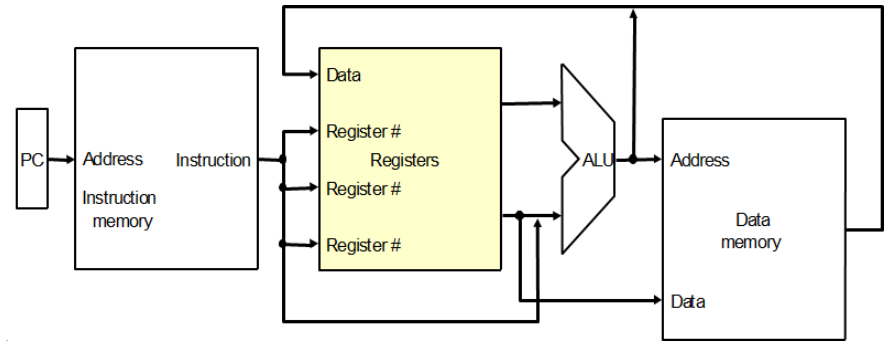 PC
Address
Instruction
Instruction
memory
Data
Register #
Registers
Register #
Register #
ALU
Address
Data
memory
Data